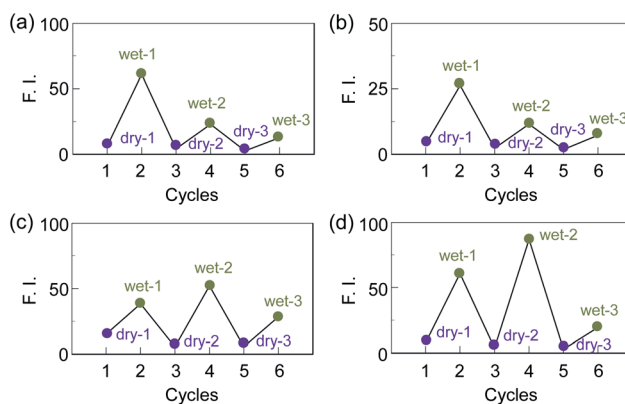 (a)
100
50
0
F. I.
wet-1
wet-2
wet-3
dry-1
dry-2
dry-3
1 2 3 4 5 6
Cycles
(b)
50
25
0
F. I.
wet-1
wet-2
wet-3
dry-1
dry-2
dry-3
1 2 3 4 5 6
Cycles
(c)
100
50
0
F. I.
wet-1
wet-2
wet-3
dry-1
dry-2
dry-3
1 2 3 4 5 6
Cycles
(d)
100
50
0
F. I.
wet-1
wet-2
wet-3
dry-1
dry-2
dry-3
1 2 3 4 5 6
Cycles